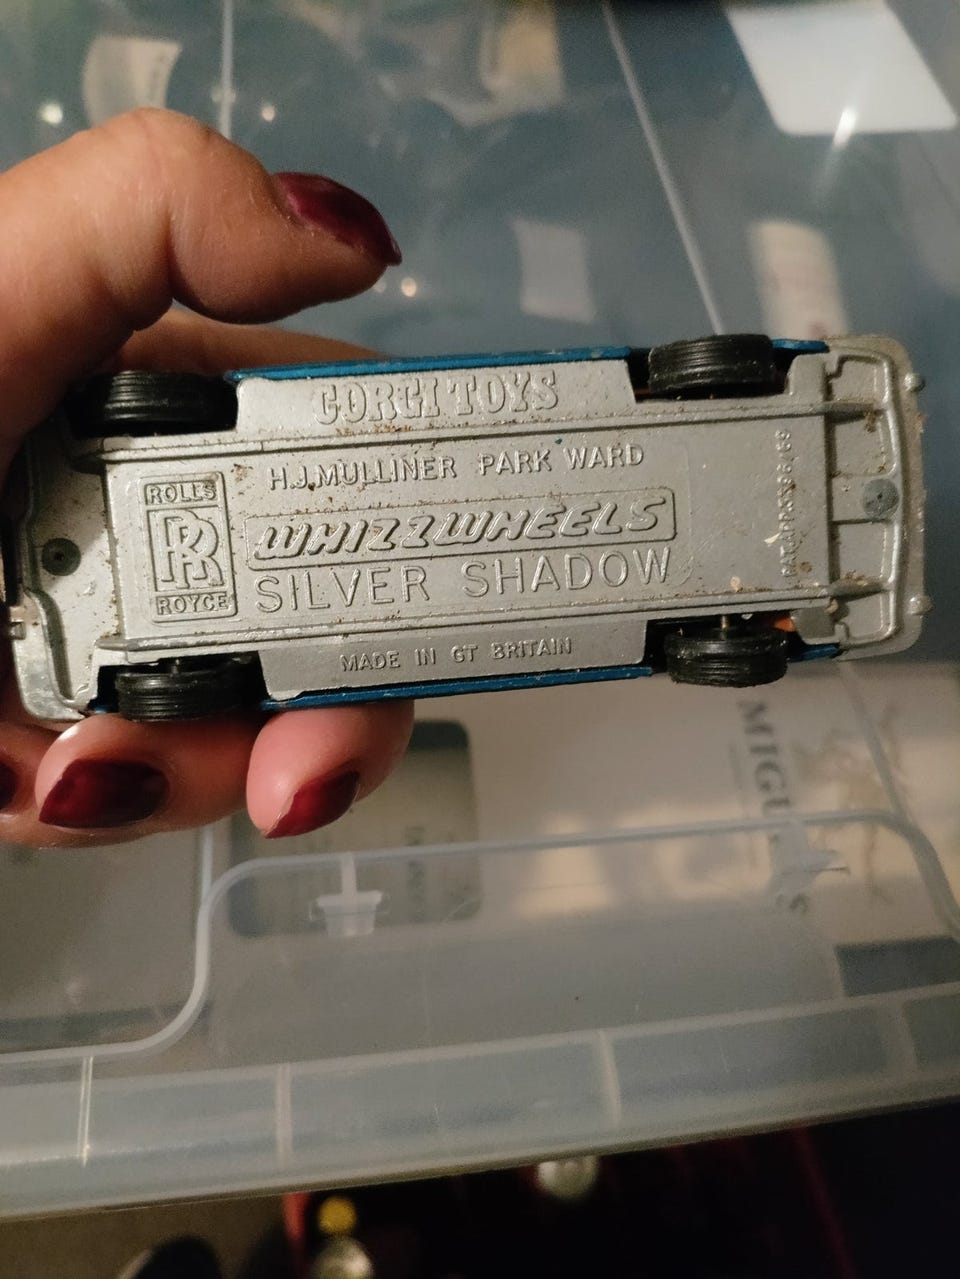 CORGI TOYS
H.J.MULLINER PARK WARD
ROLLS
RR
ROYCE
WHIZZWHEELS
SILVER SHADOW
MADE IN GT BRITAIN